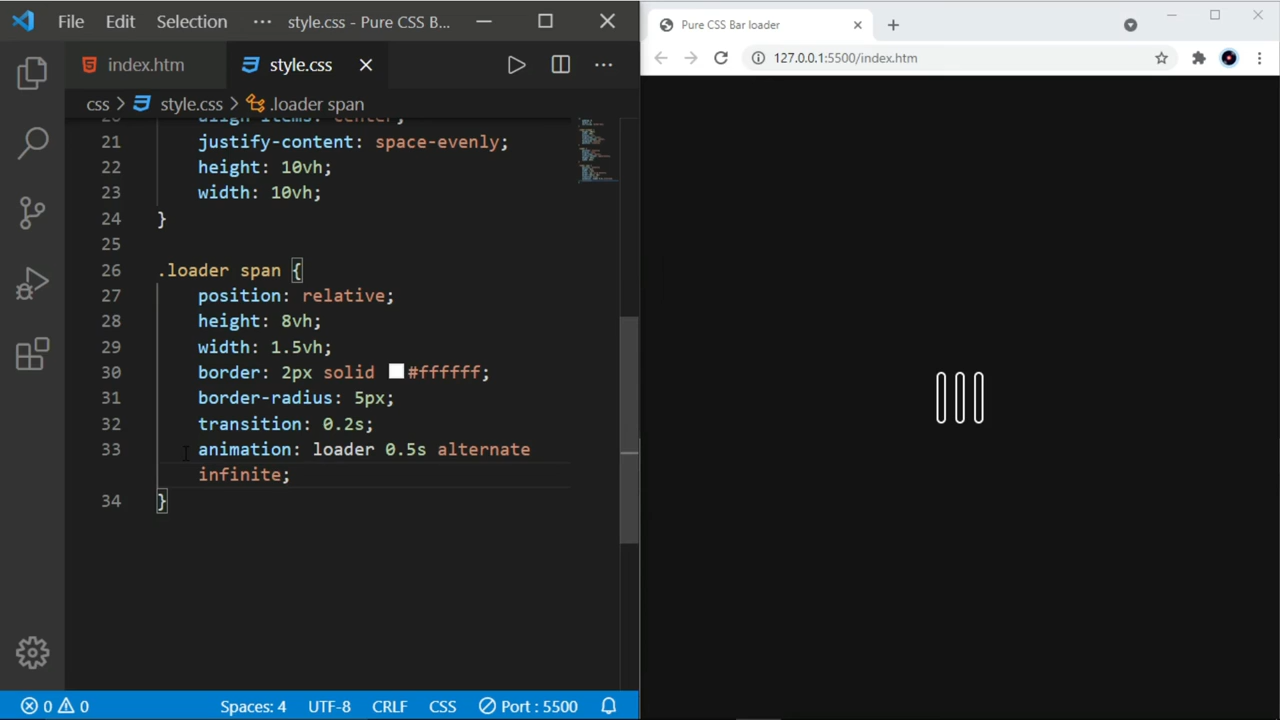 File Edit Selection ··· style.css - Pure CSS B...
index.htm style.css
css > style.css > .loader span
20 align-items: center;
21 justify-content: space-evenly;
22 height: 10vh;
23 width: 10vh;
24 }
25
26 .loader span {
27 position: relative;
28 height: 8vh;
29 width: 1.5vh;
30 border: 2px solid #ffffff;
31 border-radius: 5px;
32 transition: 0.2s;
33 animation: loader 0.5s alternate
infinite;
34 }
0 0 Spaces: 4 UTF-8 CRLF CSS Port : 5500
Pure CSS Bar loader
127.0.0.1:5500/index.htm